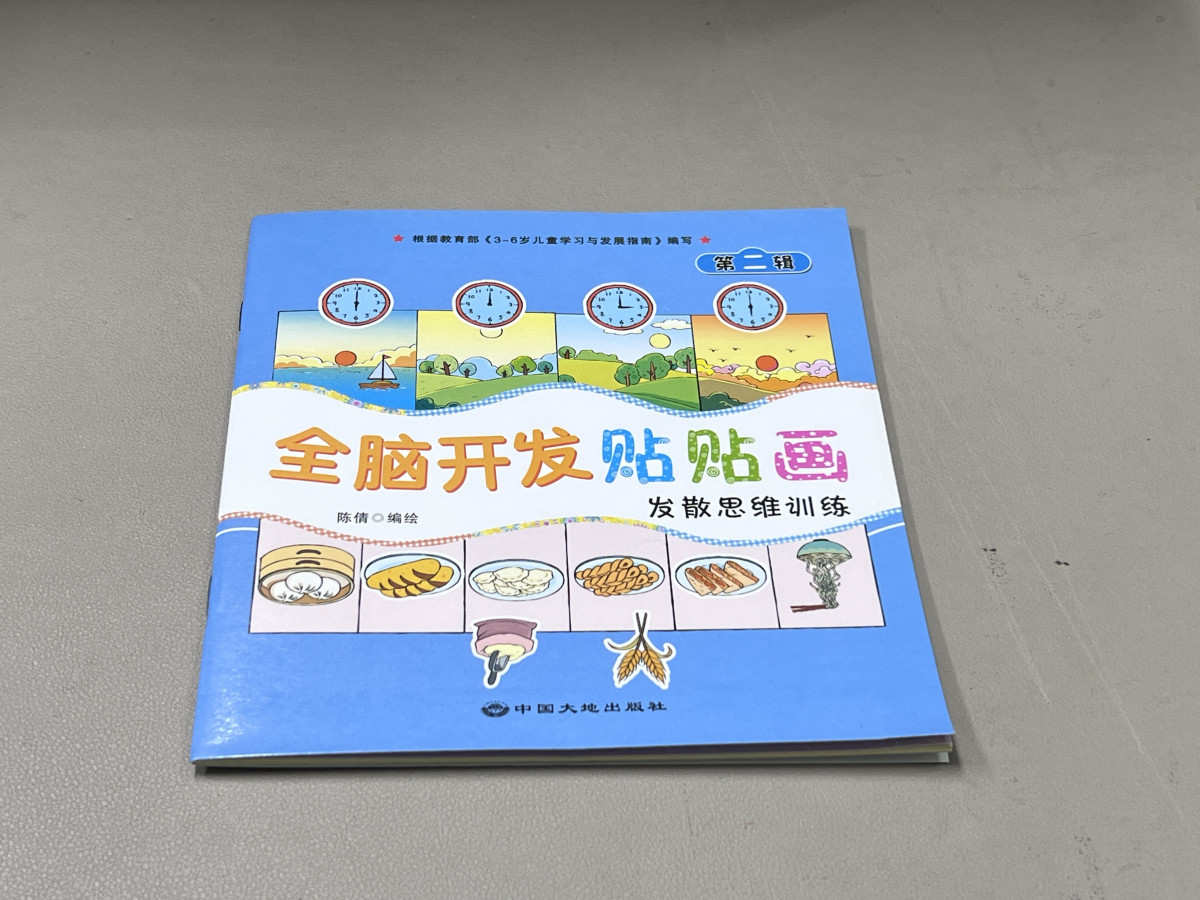 ★ 根据教育部《3-6岁儿童学习与发展指南》编写 ★
第二辑
全脑开发贴贴画
发散思维训练
陈倩◎编绘
中国大地出版社